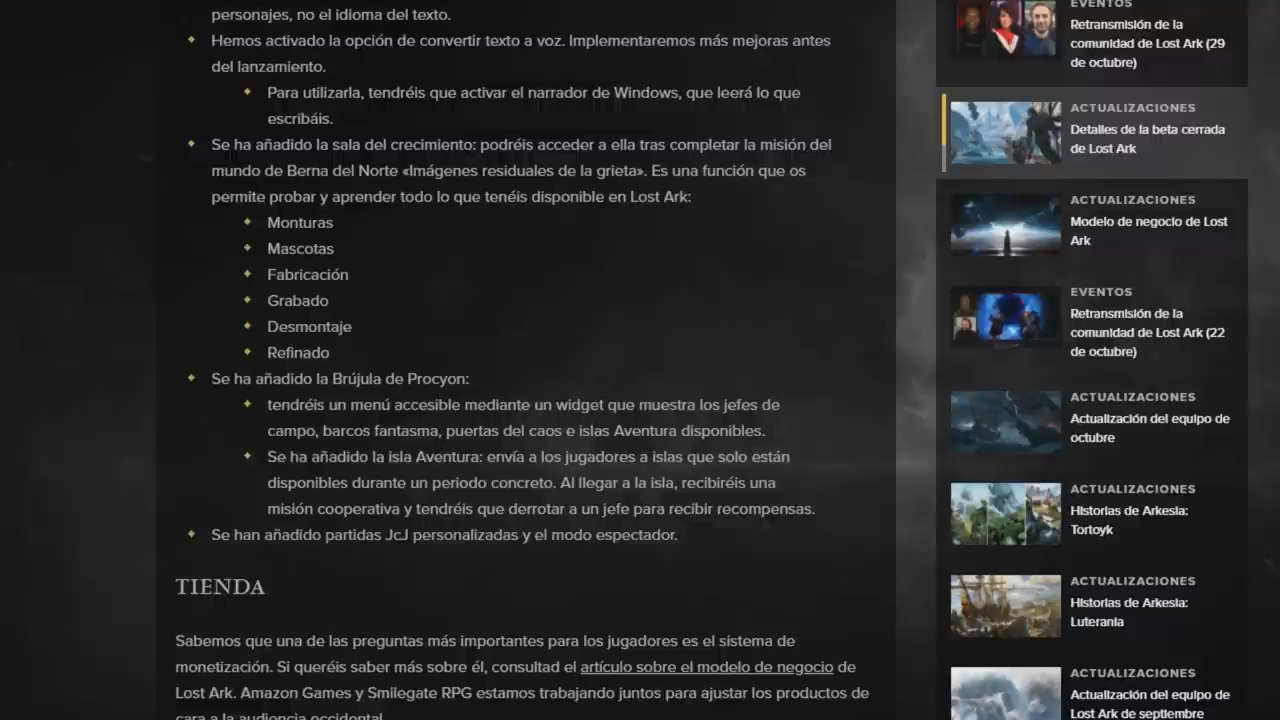 personajes, no el idioma del texto.
Hemos activado la opción de convertir texto a voz. Implementaremos más mejoras antes
del lanzamiento.
Para utilizarla, tendréis que activar el narrador de Windows, que leerá lo que
escribáis.
Se ha añadido la sala del crecimiento: podréis acceder a ella tras completar la misión del
mundo de Berna del Norte «Imágenes residuales de la grieta». Es una función que os
permite probar y aprender todo lo que tenéis disponible en Lost Ark:
Monturas
Mascotas
Fabricación
Grabado
Desmontaje
Refinado
Se ha añadido la Brújula de Procyon:
tendréis un menú accesible mediante un widget que muestra los jefes de
campo, barcos fantasma, puertas del caos e islas Aventura disponibles.
Se ha añadido la isla Aventura: envía a los jugadores a islas que solo están
disponibles durante un periodo concreto. Al llegar a la isla, recibiréis una
misión cooperativa y tendréis que derrotar a un jefe para recibir recompensas.
Se han añadido partidas JcJ personalizadas y el modo espectador.
TIENDA
Sabemos que una de las preguntas más importantes para los jugadores es el sistema de
monetización. Si queréis saber más sobre él, consultad el artículo sobre el modelo de negocio de
Lost Ark. Amazon Games y Smilegate RPG estamos trabajando juntos para ajustar los productos de
cara a la audiencia occidental.
EVENTOS
Retransmisión de la
comunidad de Lost Ark (29
de octubre)
ACTUALIZACIONES
Detalles de la beta cerrada
de Lost Ark
ACTUALIZACIONES
Modelo de negocio de Lost
Ark
EVENTOS
Retransmisión de la
comunidad de Lost Ark (22
de octubre)
ACTUALIZACIONES
Actualización del equipo de
octubre
ACTUALIZACIONES
Historias de Arkesia:
Tortoyk
ACTUALIZACIONES
Historias de Arkesia:
Luterania
ACTUALIZACIONES
Actualización del equipo de
Lost Ark de septiembre